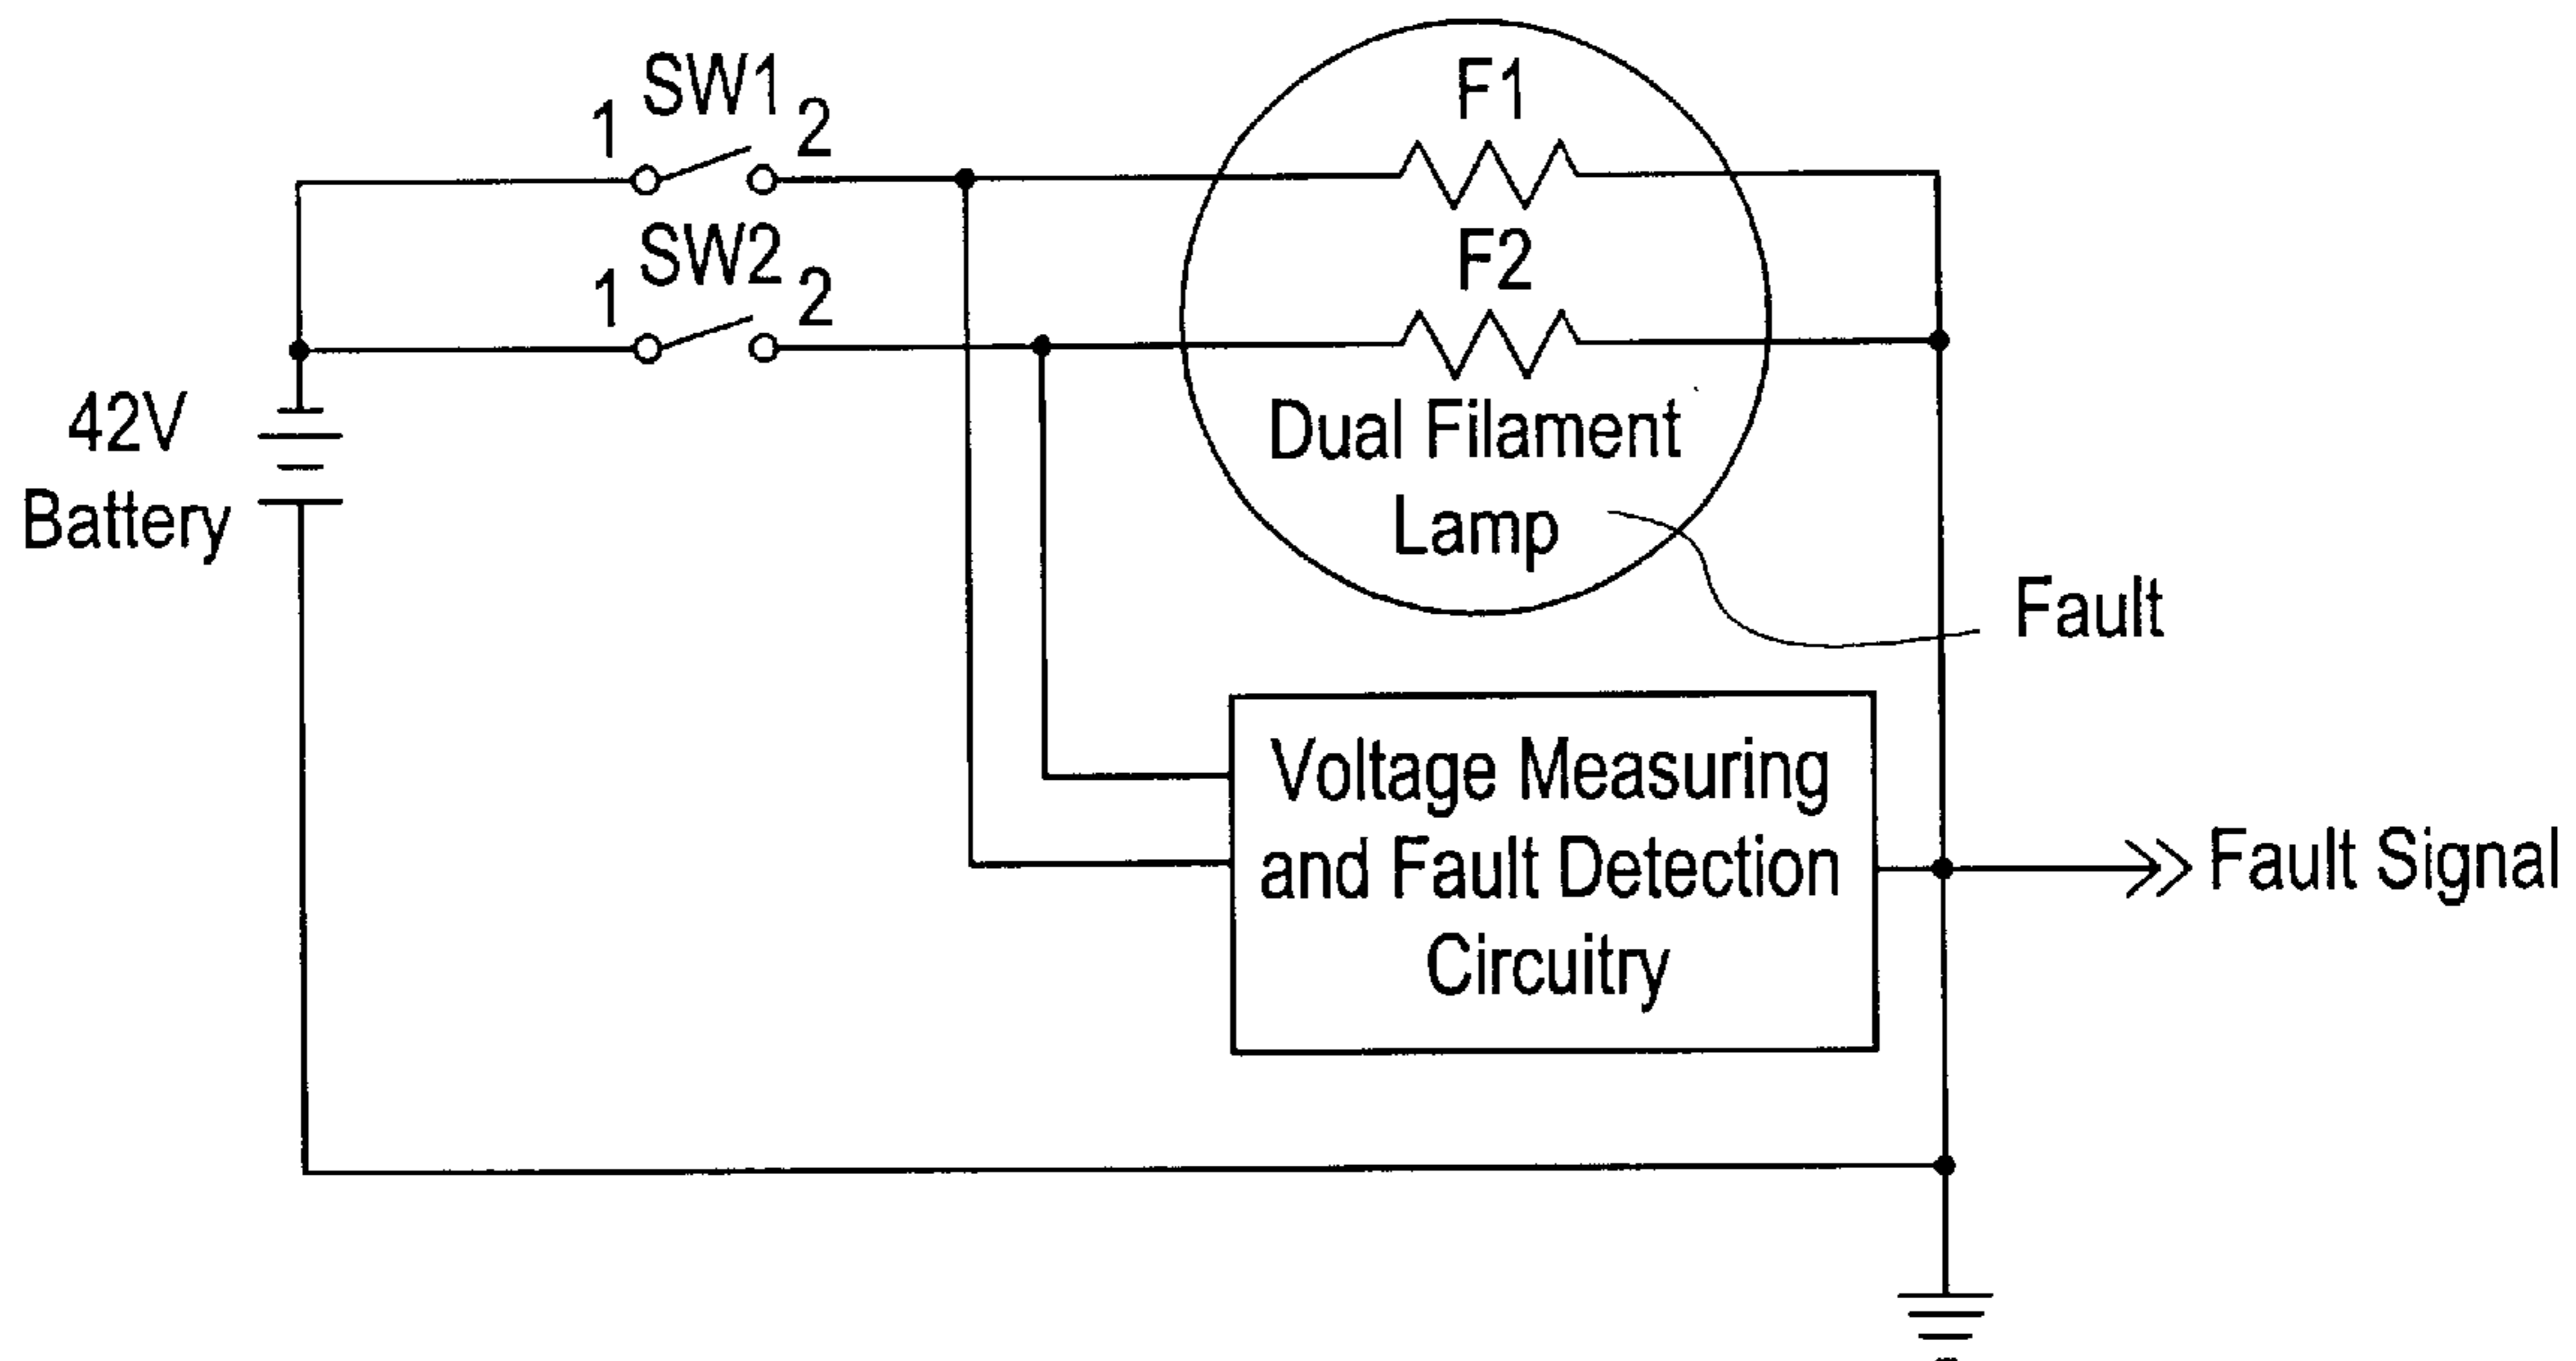 1 SW1 2
F1
1 SW2 2
F2
42V
Battery
Dual Filament
Lamp
Fault
Voltage Measuring
and Fault Detection
Circuitry
Fault Signal